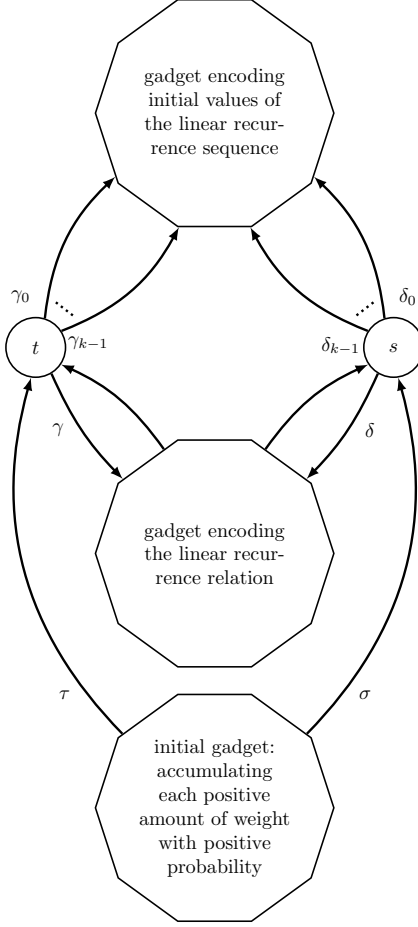 gadget encoding
initial values of
the linear recur-
rence sequence
γ₀
δ₀
t
γₖ₋₁
δₖ₋₁
s
γ
δ
gadget encoding
the linear recur-
rence relation
τ
σ
initial gadget:
accumulating
each positive
amount of weight
with positive
probability